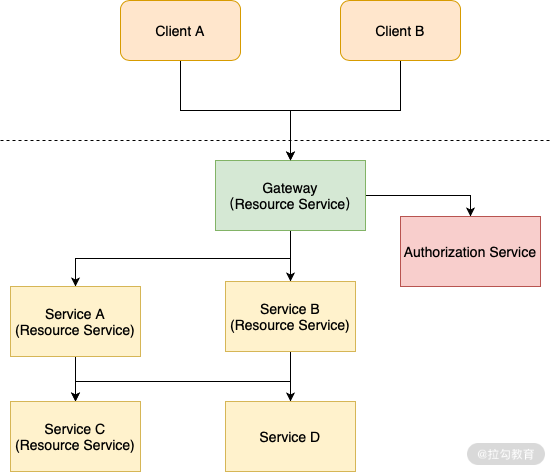 Client A
Client B
Gateway
(Resource Service)
Authorization Service
Service A
(Resource Service)
Service B
(Resource Service)
Service C
(Resource Service)
Service D
@拉勾教育